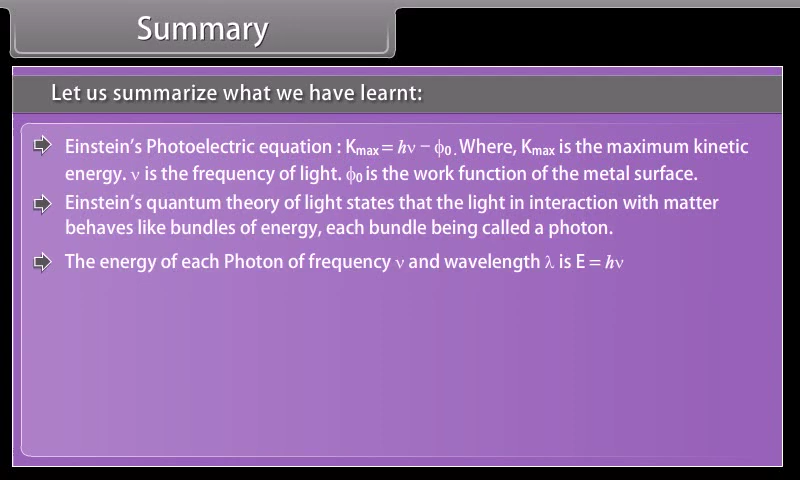 Summary
Let us summarize what we have learnt:
Einstein's Photoelectric equation : Kmax = hν − ϕ0. Where, Kmax is the maximum kinetic
energy. ν is the frequency of light. ϕ0 is the work function of the metal surface.
Einstein's quantum theory of light states that the light in interaction with matter
behaves like bundles of energy, each bundle being called a photon.
The energy of each Photon of frequency ν and wavelength λ is E = hν